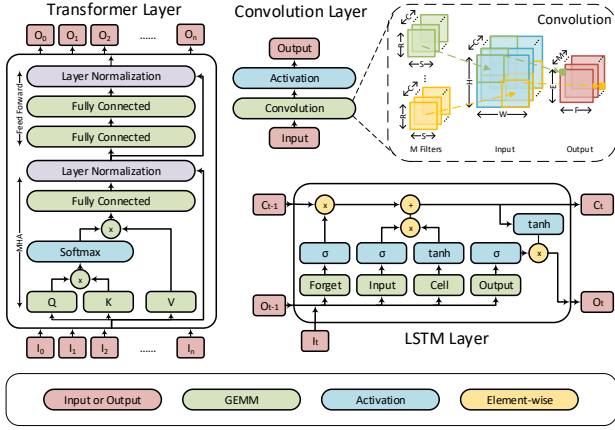 Transformer Layer
O0 O1 O2 ...... On
Layer Normalization
Fully Connected
Fully Connected
Feed Forward
Layer Normalization
Fully Connected
MHA
x
Softmax
x
Q K V
I0 I1 I2 ...... In
Convolution Layer
Output
Activation
Convolution
Input
Convolution
C R S
...
C R S
M Filters
C H W
Input
M E F
Output
Ct-1 x + Ct
x
tanh
σ σ tanh σ x
Forget Input Cell Output
Ot-1 Ot
It
LSTM Layer
Input or Output GEMM Activation Element-wise